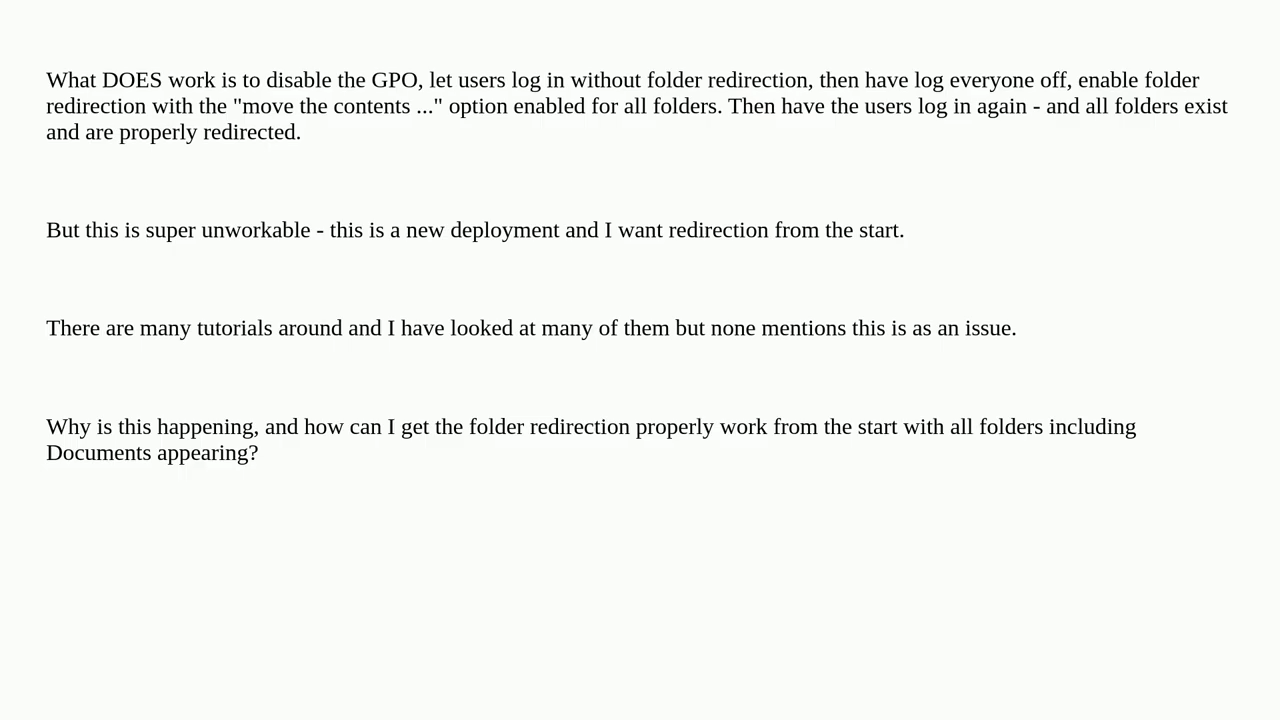 What DOES work is to disable the GPO, let users log in without folder redirection, then have log everyone off, enable folder
redirection with the "move the contents ..." option enabled for all folders. Then have the users log in again - and all folders exist
and are properly redirected.
But this is super unworkable - this is a new deployment and I want redirection from the start.
There are many tutorials around and I have looked at many of them but none mentions this is as an issue.
Why is this happening, and how can I get the folder redirection properly work from the start with all folders including
Documents appearing?